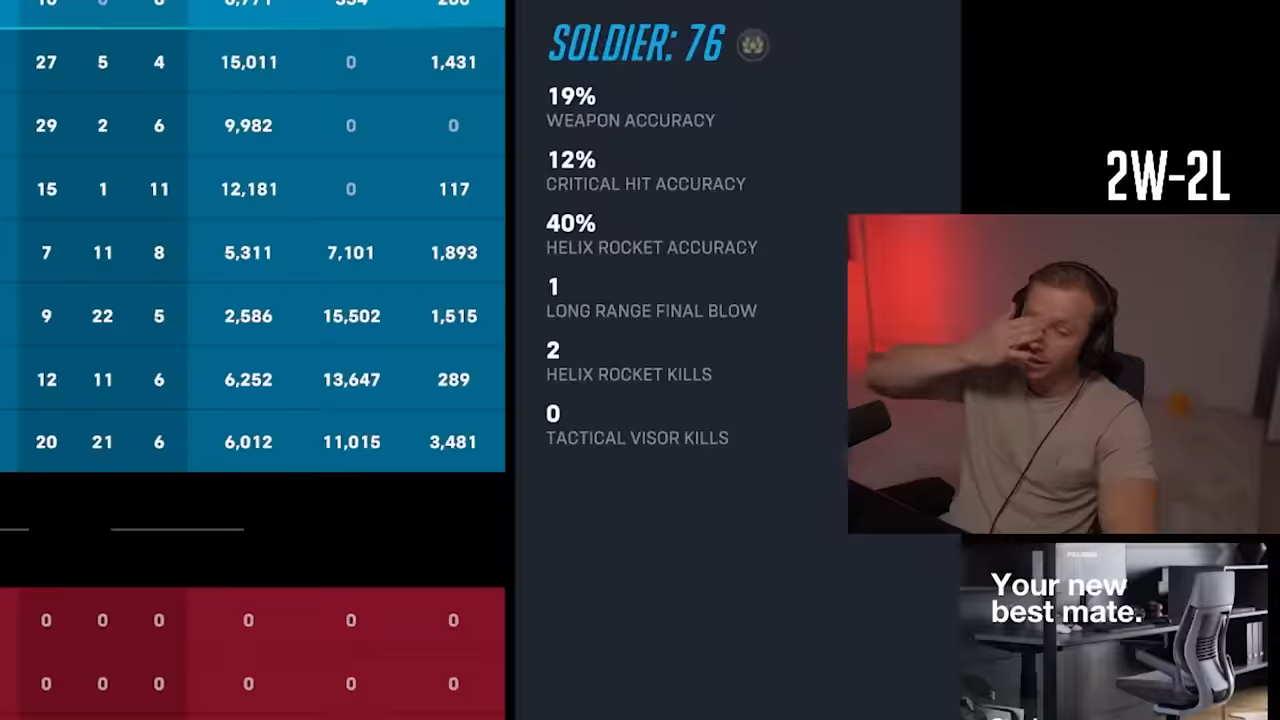 27 5 4 15,011 0 1,431
29 2 6 9,982 0 0
15 1 11 12,181 0 117
7 11 8 5,311 7,101 1,893
9 22 5 2,586 15,502 1,515
12 11 6 6,252 13,647 289
20 21 6 6,012 11,015 3,481
0 0 0 0 0 0
0 0 0 0 0 0
SOLDIER: 76
19%
WEAPON ACCURACY
12%
CRITICAL HIT ACCURACY
40%
HELIX ROCKET ACCURACY
1
LONG RANGE FINAL BLOW
2
HELIX ROCKET KILLS
0
TACTICAL VISOR KILLS
2W-2L
Your new
best mate.